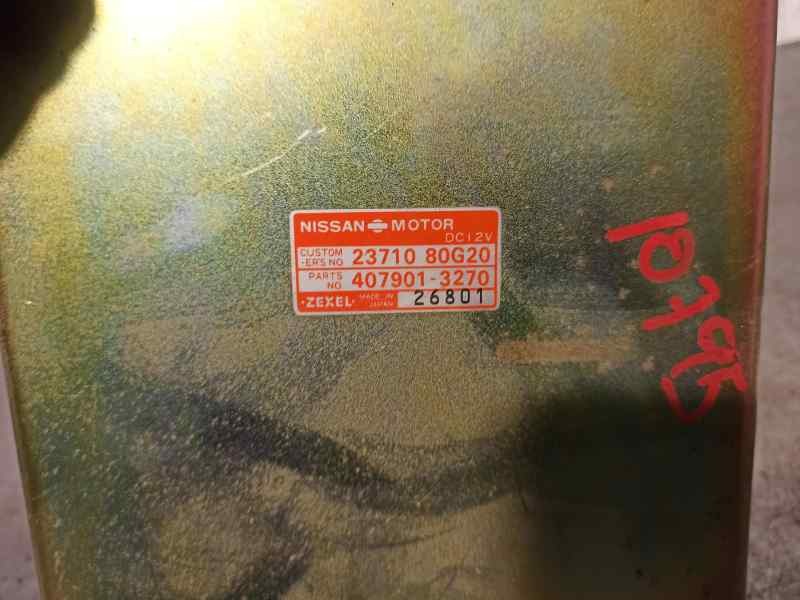 NISSAN MOTOR
DC12V
CUSTOM
-ER'S NO 23710 80G20
PARTS
NO 407901-3270
·ZEXEL· MADE IN
JAPAN 26801
10795